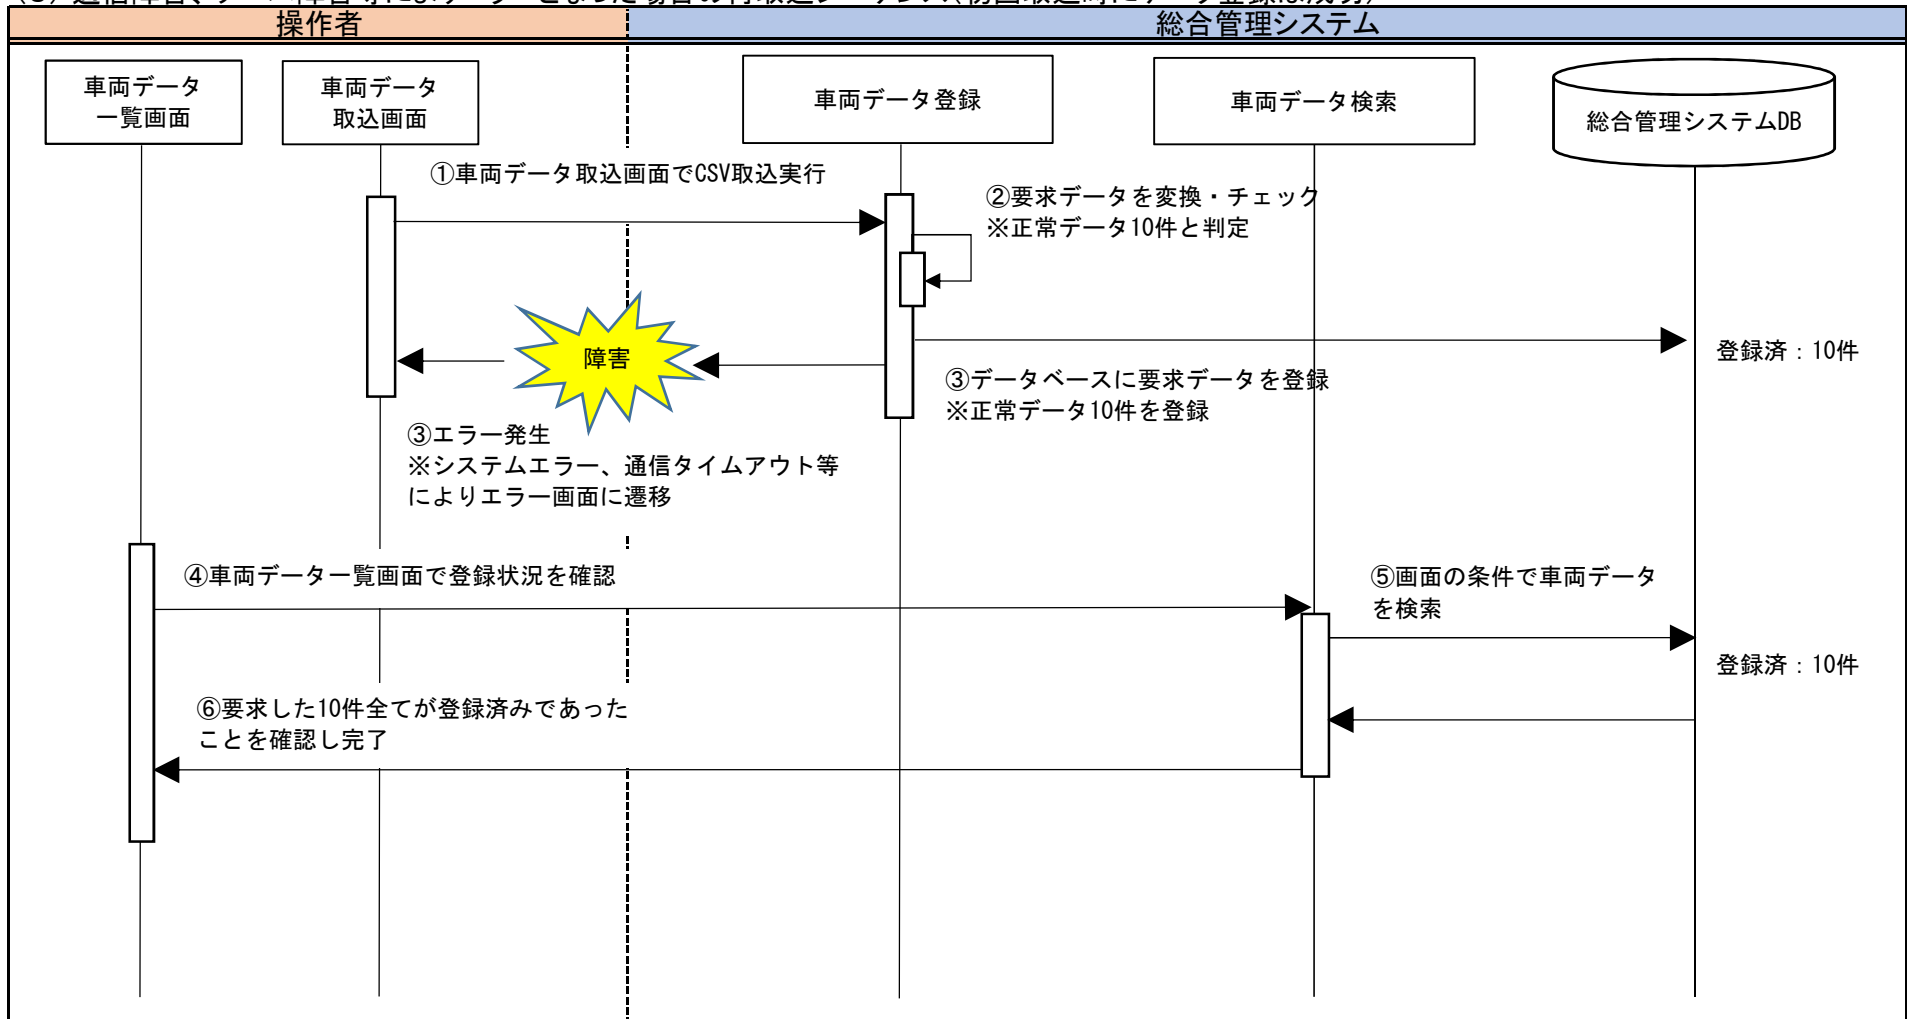 操作者
総合管理システム
車両データ
一覧画面
車両データ
取込画面
車両データ登録
車両データ検索
総合管理システムDB
①車両データ取込画面でCSV取込実行
②要求データを変換・チェック
※正常データ10件と判定
障害
登録済：10件
③データベースに要求データを登録
※正常データ10件を登録
③エラー発生
※システムエラー、通信タイムアウト等
によりエラー画面に遷移
④車両データ一覧画面で登録状況を確認
⑤画面の条件で車両データ
を検索
登録済：10件
⑥要求した10件全てが登録済みであった
ことを確認し完了